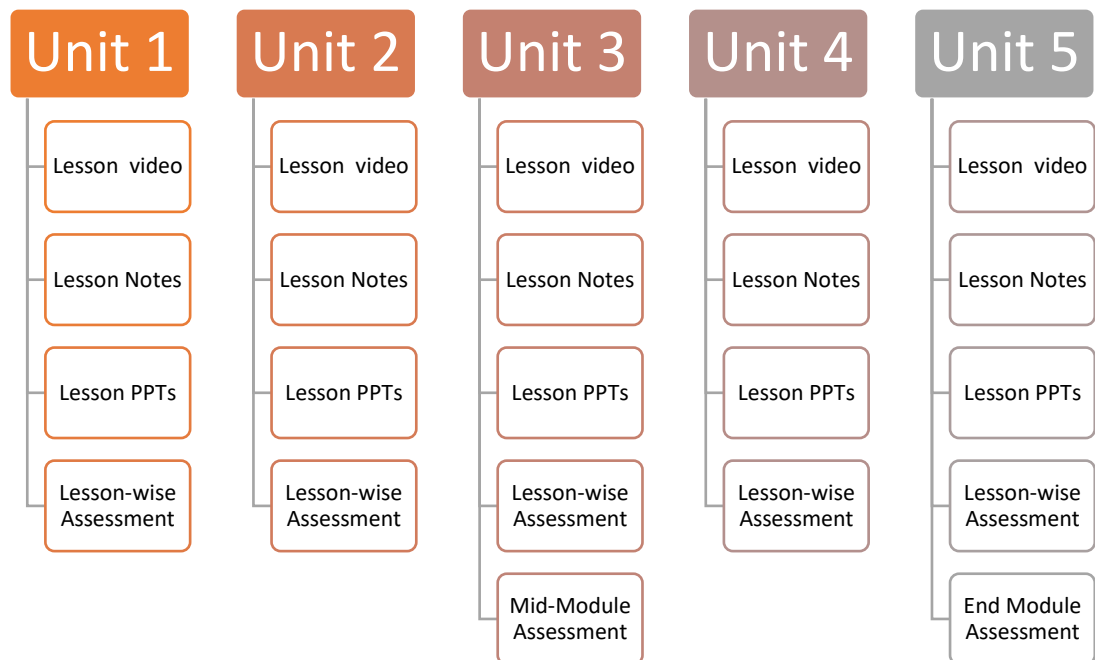 Unit 1
Lesson video
Lesson Notes
Lesson PPTs
Lesson-wise
Assessment
Unit 2
Lesson video
Lesson Notes
Lesson PPTs
Lesson-wise
Assessment
Unit 3
Lesson video
Lesson Notes
Lesson PPTs
Lesson-wise
Assessment
Mid-Module
Assessment
Unit 4
Lesson video
Lesson Notes
Lesson PPTs
Lesson-wise
Assessment
Unit 5
Lesson video
Lesson Notes
Lesson PPTs
Lesson-wise
Assessment
End Module
Assessment